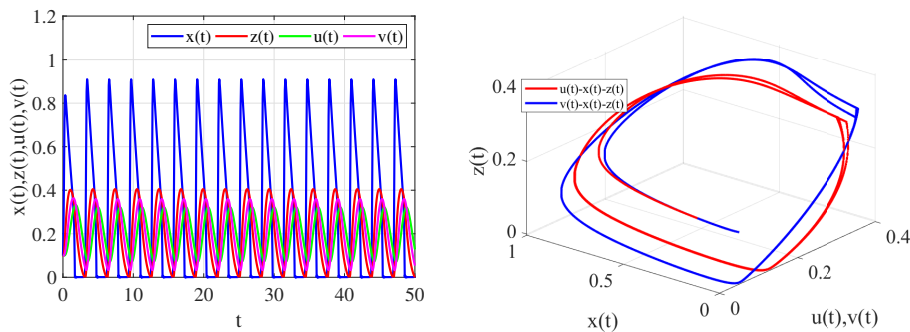 x(t),z(t),u(t),v(t)
1.2
1
0.8
0.6
0.4
0.2
0
x(t) z(t) u(t) v(t)
0 10 20 30 40 50
t
z(t)
0.4
0.2
0
u(t)-x(t)-z(t)
v(t)-x(t)-z(t)
1
0.5
0
x(t)
0
0.2
0.4
u(t),v(t)